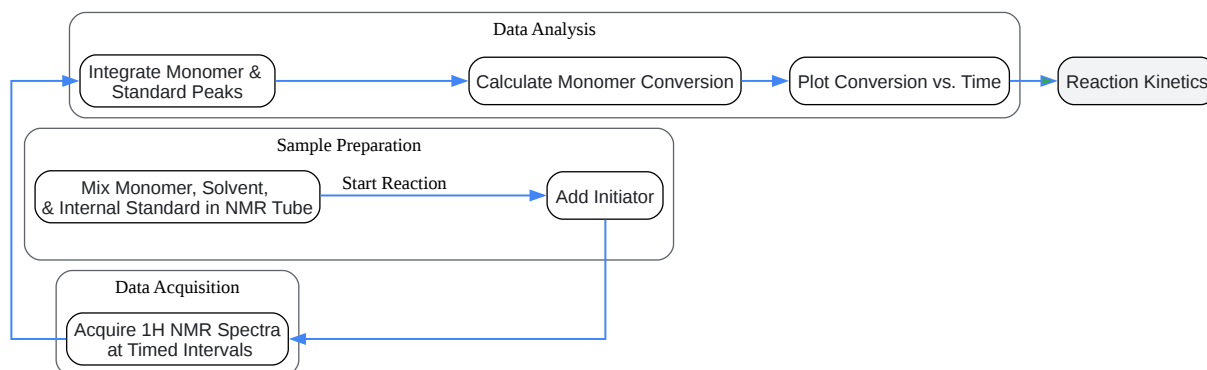 Data Analysis
Integrate Monomer &
Standard Peaks
Calculate Monomer Conversion
Plot Conversion vs. Time
Reaction Kinetics
Sample Preparation
Mix Monomer, Solvent,
& Internal Standard in NMR Tube
Start Reaction
Add Initiator
Data Acquisition
Acquire 1H NMR Spectra
at Timed Intervals